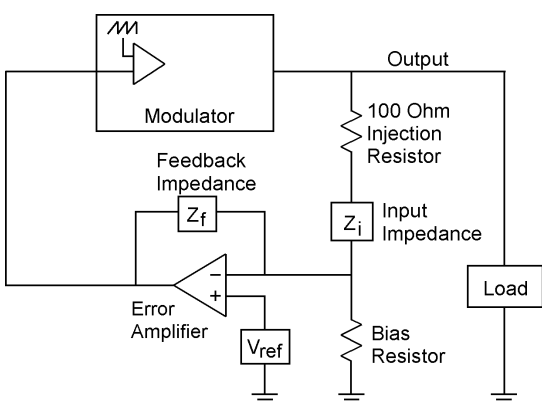 Modulator
Output
100 Ohm
Injection
Resistor
Feedback
Impedance
Zf
Zi
Input
Impedance
−
+
Error
Amplifier
Vref
Bias
Resistor
Load